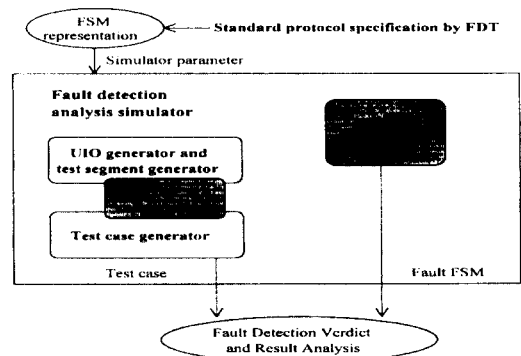 FSM
representation
Standard protocol specification by FDT
Simulator parameter
Fault detection
analysis simulator
UIO generator and
test segment generator
Test case generator
Test case
Fault FSM
Fault Detection Verdict
and Result Analysis